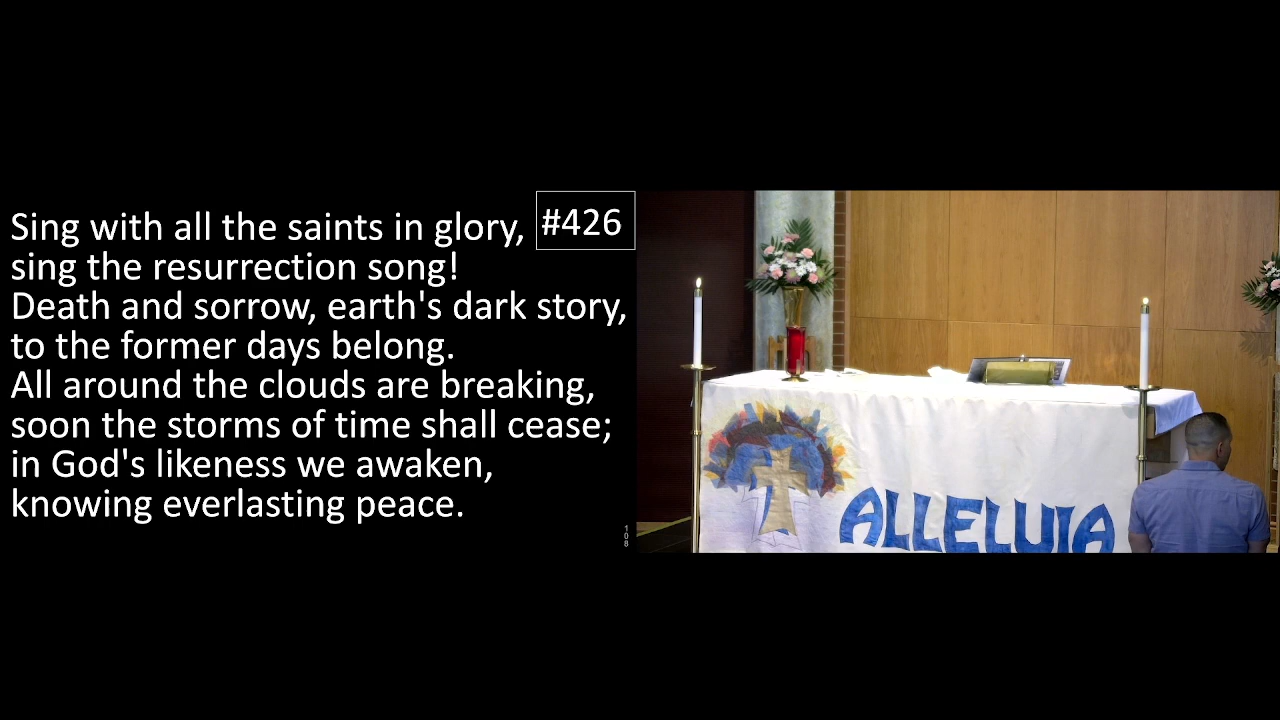 Sing with all the saints in glory,
#426
sing the resurrection song!
Death and sorrow, earth's dark story,
to the former days belong.
All around the clouds are breaking,
soon the storms of time shall cease;
in God's likeness we awaken,
knowing everlasting peace.
108
ALLELUIA